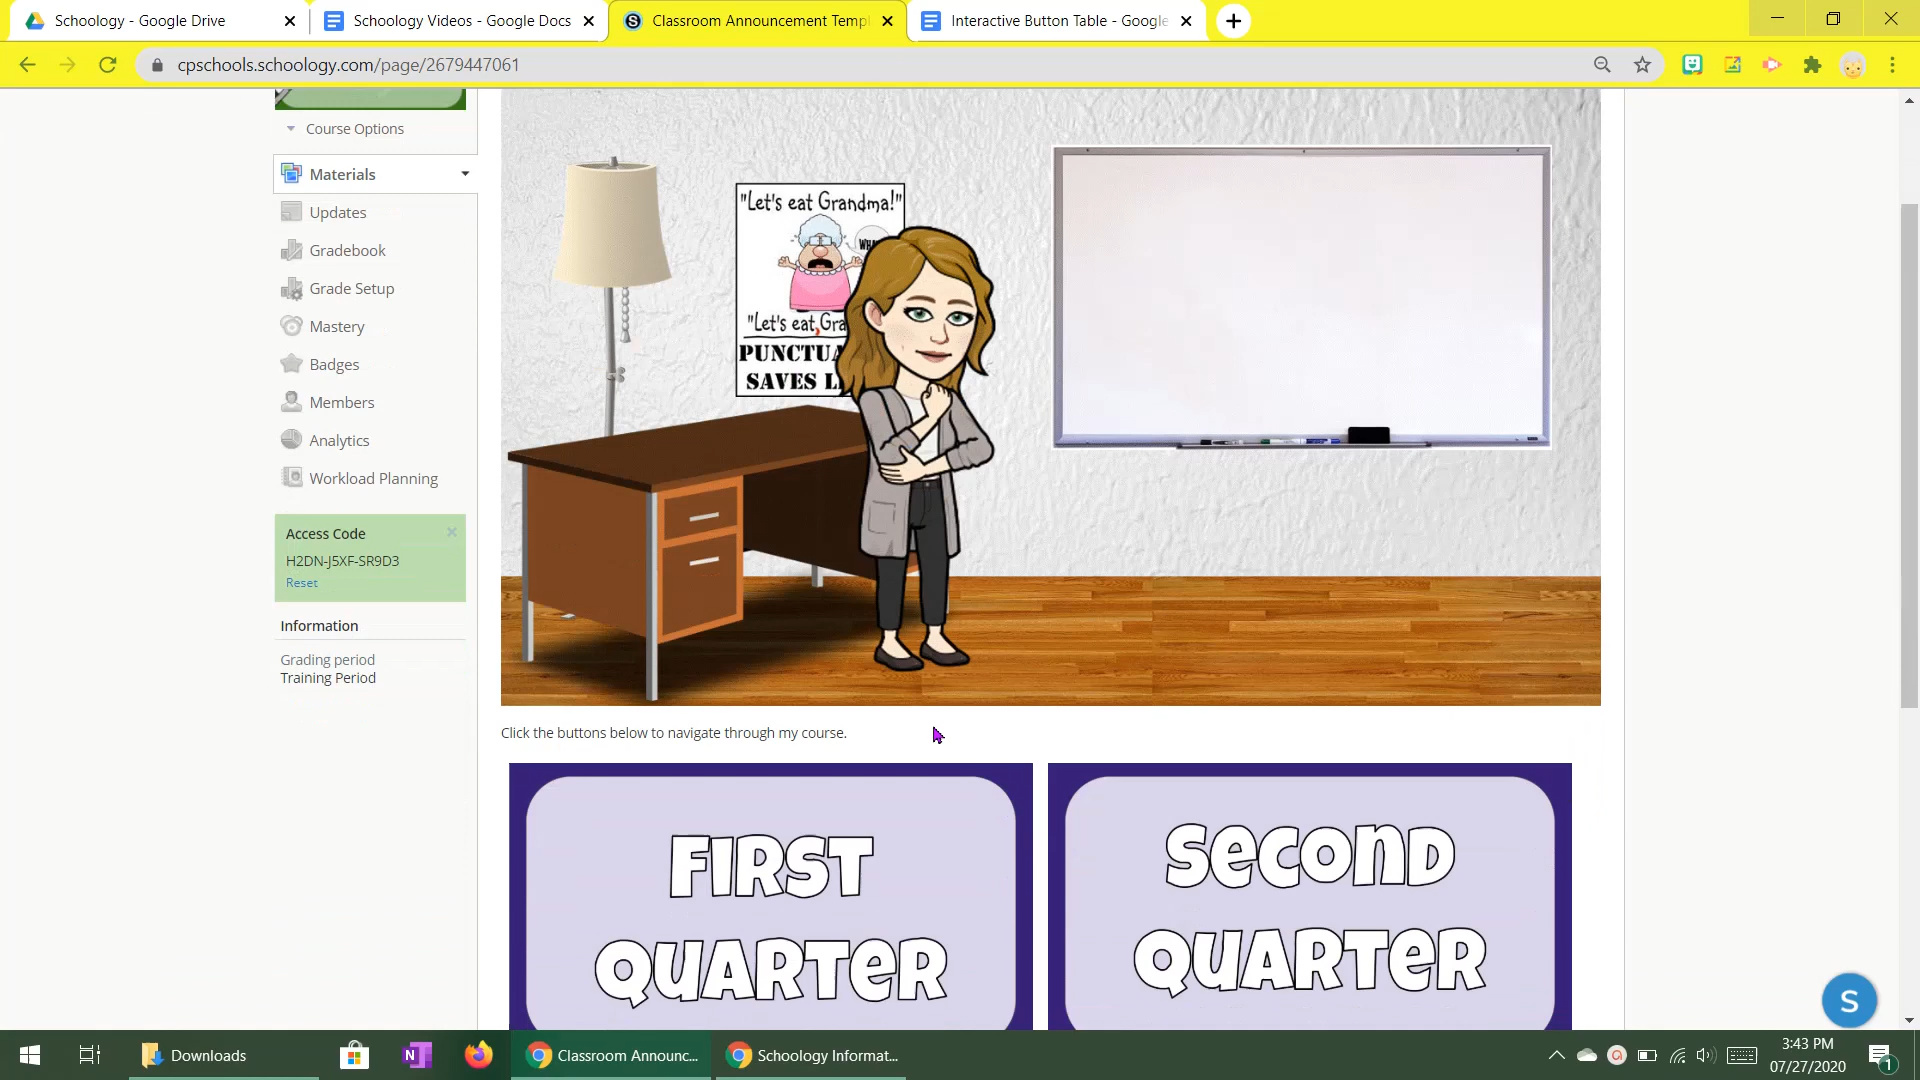 Schoology - Google Drive
Schoology Videos - Google Docs
Classroom Announcement Templ
Interactive Button Table - Google
cpschools.schoology.com/page/2679447061
Course Options
Materials
Updates
Gradebook
Grade Setup
Mastery
Badges
Members
Analytics
Workload Planning
Access Code
H2DN-J5XF-SR9D3
Reset
Information
Grading period
Training Period
"Let's eat Grandma!"
"Let's eat, Gra
PUNCTUA
SAVES L
Click the buttons below to navigate through my course.
FIRST
QUARTER
SECOND
QUARTER
S
Downloads
Classroom Announc...
Schoology Informat...
3:43 PM
07/27/2020
1